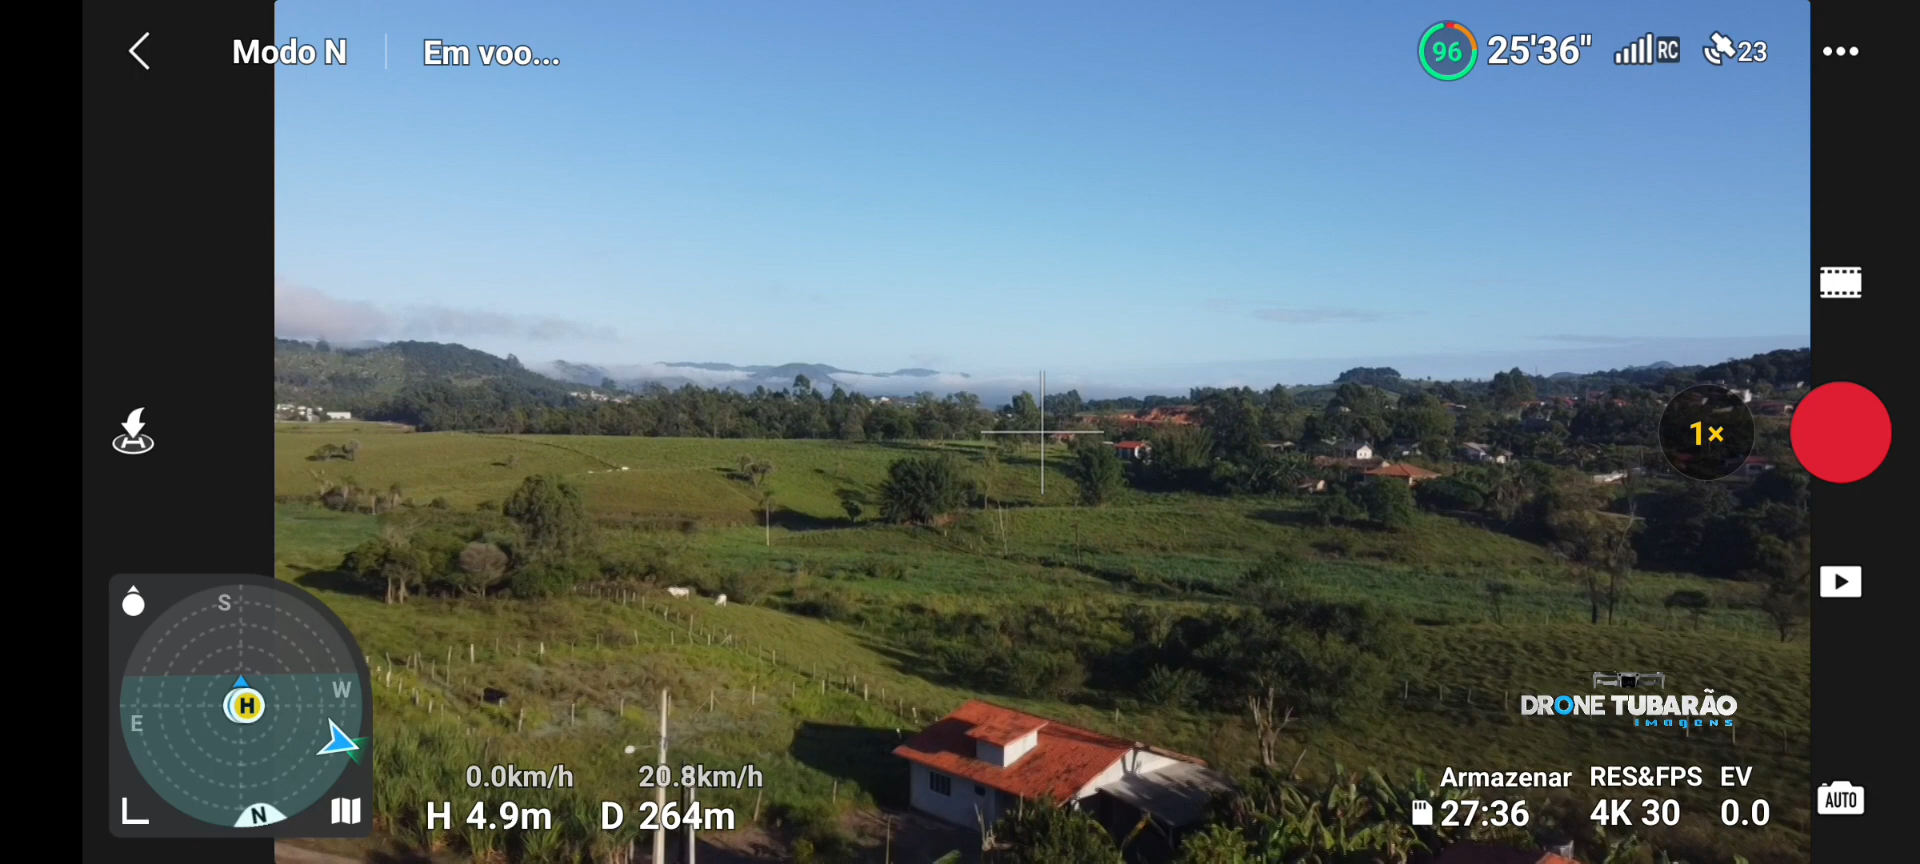 Modo N
Em voo...
96
25'36"
RC
23
1×
S
W
H
E
N
0.0km/h
20.8km/h
H 4.9m
D 264m
DRONE TUBARÃO
imagens
Armazenar
RES&FPS
EV
27:36
4K 30
0.0
AUTO